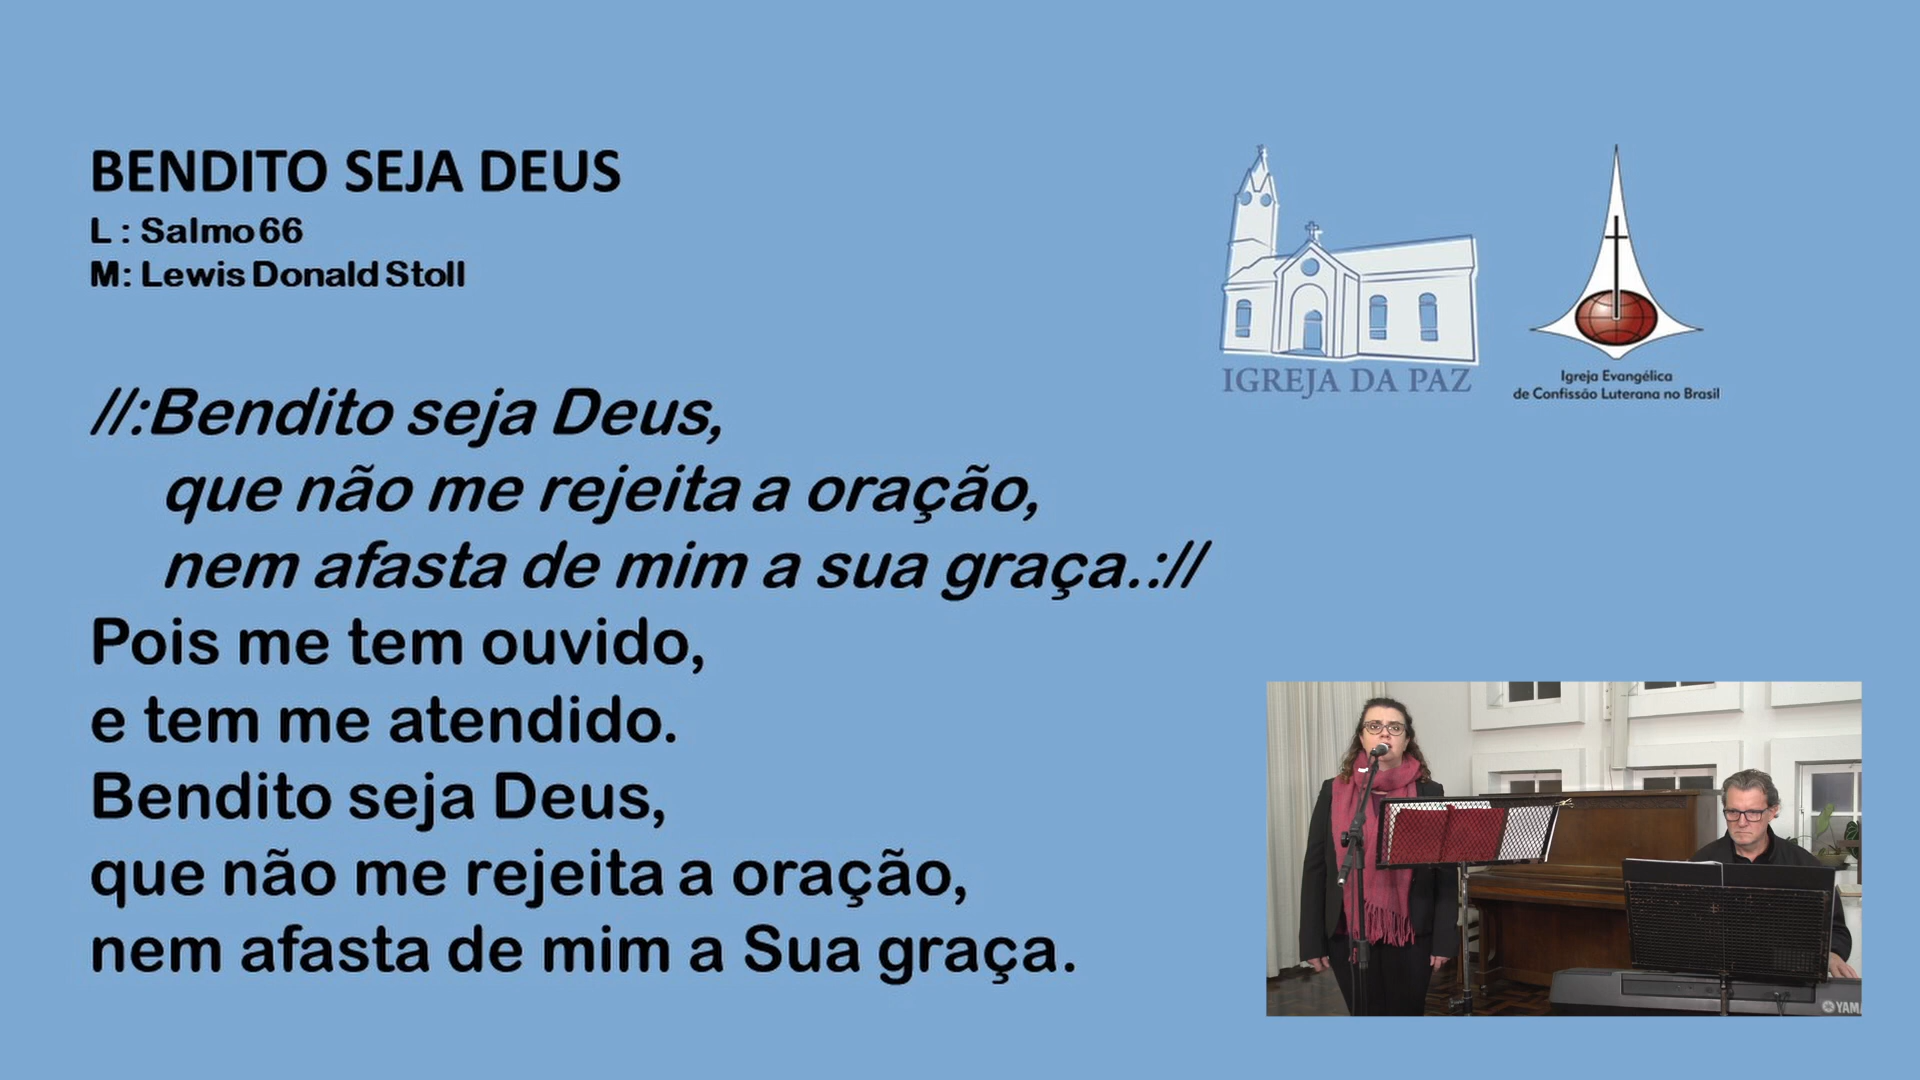 BENDITO SEJA DEUS
L : Salmo 66
M: Lewis Donald Stoll
//:Bendito seja Deus,
que não me rejeita a oração,
nem afasta de mim a sua graça.://
Pois me tem ouvido,
e tem me atendido.
Bendito seja Deus,
que não me rejeita a oração,
nem afasta de mim a Sua graça.
IGREJA DA PAZ
Igreja Evangélica
de Confissão Luterana no Brasil
YAMA